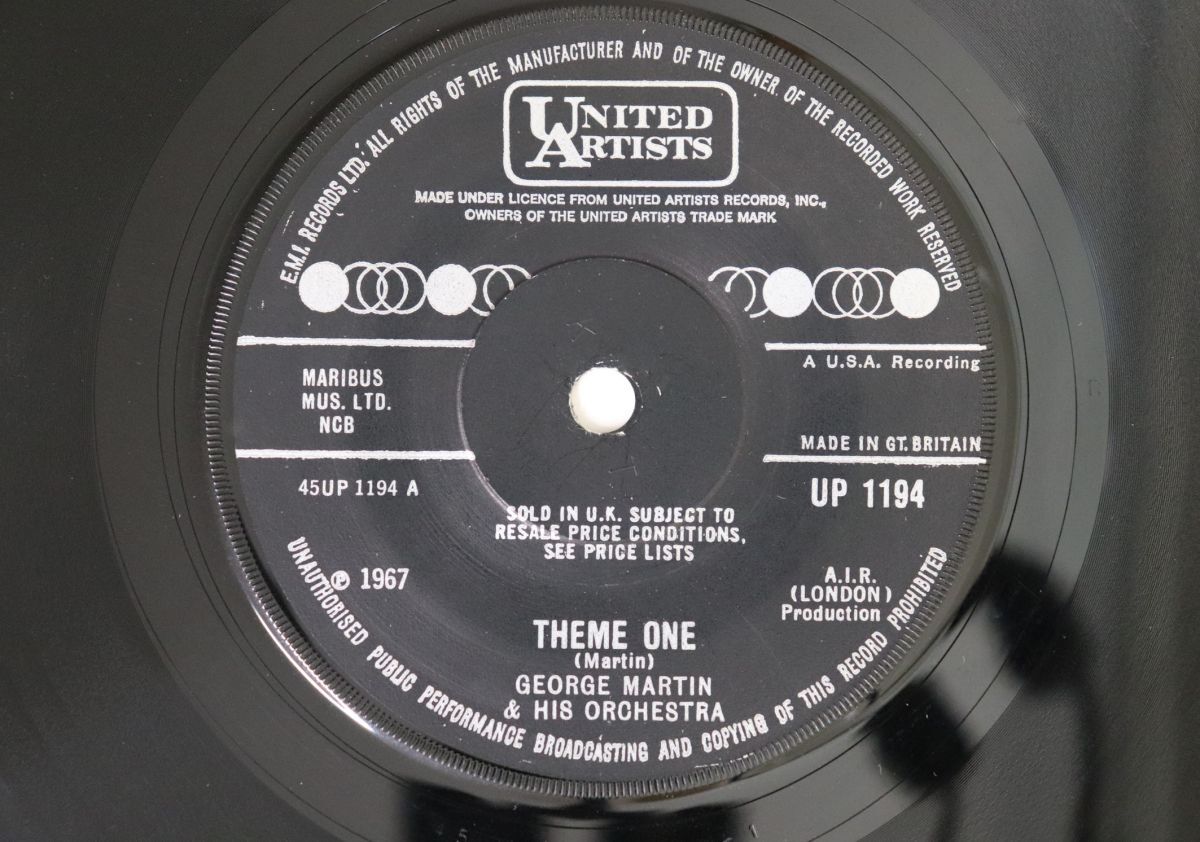 E.M.I. RECORDS LTD. ALL RIGHTS OF THE MANUFACTURER AND OF THE OWNER OF THE RECORDED WORK RESERVED
UNITED
ARTISTS
MADE UNDER LICENCE FROM UNITED ARTISTS RECORDS, INC.,
OWNERS OF THE UNITED ARTISTS TRADE MARK
A U.S.A. Recording
MARIBUS
MUS. LTD.
NCB
MADE IN GT. BRITAIN
45UP 1194 A
UP 1194
SOLD IN U.K. SUBJECT TO
RESALE PRICE CONDITIONS,
SEE PRICE LISTS
℗ 1967
A.I.R.
(LONDON)
Production
THEME ONE
(Martin)
GEORGE MARTIN
& HIS ORCHESTRA
UNAUTHORISED PUBLIC PERFORMANCE BROADCASTING AND COPYING OF THIS RECORD PROHIBITED